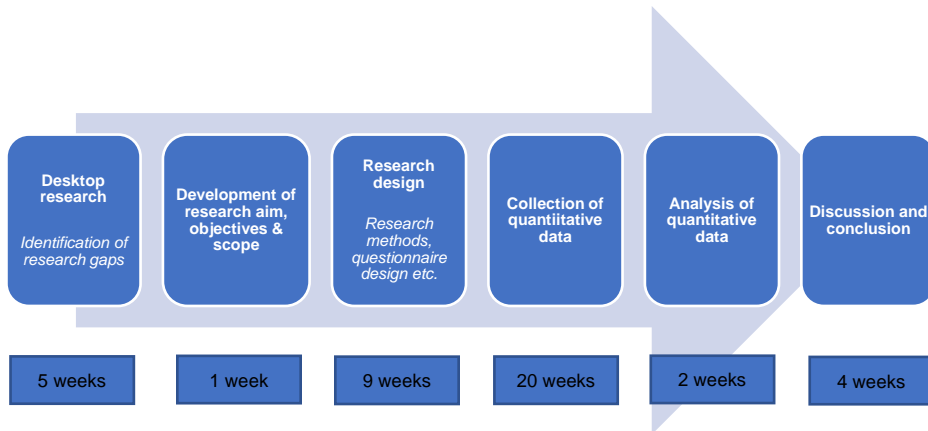 Desktop
research
Identification of
research gaps
Development of
research aim,
objectives &
scope
Research
design
Research
methods,
questionnaire
design etc.
Collection of
quantiitative
data
Analysis of
quantitative
data
Discussion and
conclusion
5 weeks
1 week
9 weeks
20 weeks
2 weeks
4 weeks